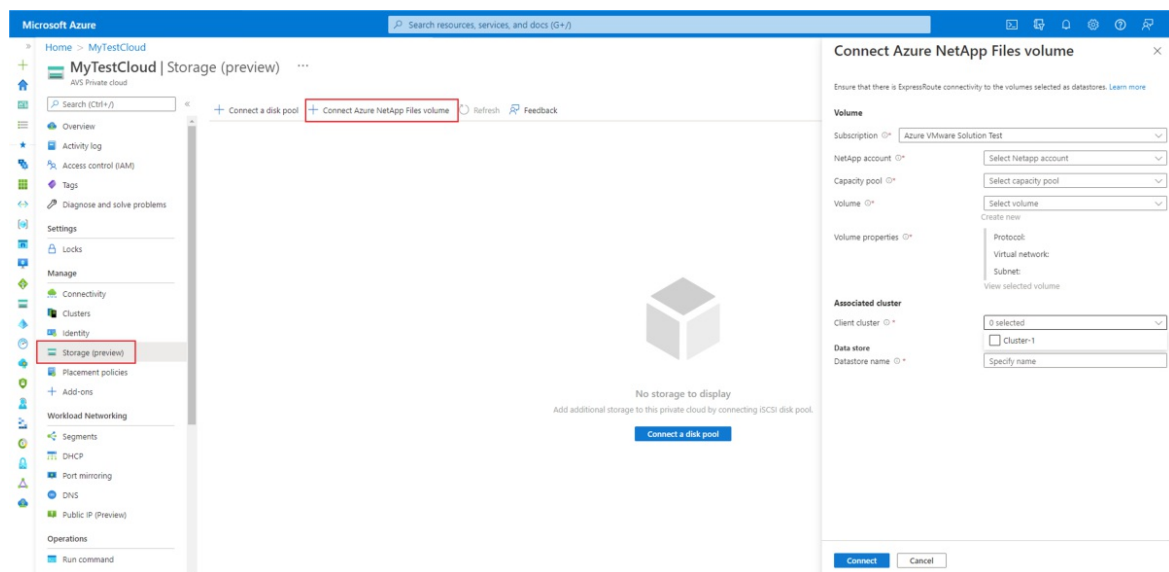 Microsoft Azure
Search resources, services, and docs (G+/)
Home > MyTestCloud
MyTestCloud | Storage (preview) ...
AVS Private cloud
Search (Ctrl+/)
Overview
Activity log
Access control (IAM)
Tags
Diagnose and solve problems
Settings
Locks
Manage
Connectivity
Clusters
Identity
Storage (preview)
Placement policies
Add-ons
Workload Networking
Segments
DHCP
Port mirroring
DNS
Public IP (Preview)
Operations
Run command
+ Connect a disk pool + Connect Azure NetApp Files volume Refresh Feedback
No storage to display
Add additional storage to this private cloud by connecting iSCSI disk pool.
Connect a disk pool
Connect Azure NetApp Files volume
Ensure that there is ExpressRoute connectivity to the volumes selected as datastores. Learn more
Volume
Subscription * Azure VMware Solution Test
NetApp account * Select Netapp account
Capacity pool * Select capacity pool
Volume * Select volume
Create new
Volume properties * Protocol:
Virtual network:
Subnet:
View selected volume
Associated cluster
Client cluster * 0 selected
Cluster-1
Data store
Datastore name * Specify name
Connect Cancel